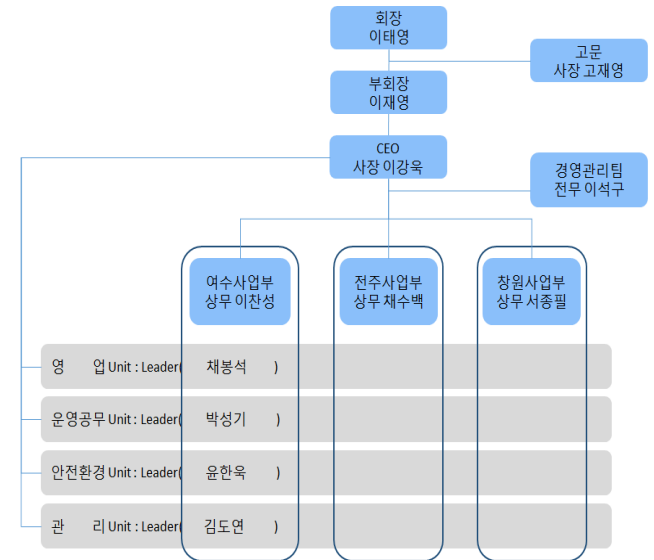 회장
이태영
고문
사장 고재영
부회장
이재영
CEO
사장 이강욱
경영관리팀
전무 이석구
여수사업부
상무 이찬성
전주사업부
상무 채수백
창원사업부
상무 서종필
영 업 Unit : Leader( 채봉석 )
운영공무 Unit : Leader( 박성기 )
안전환경 Unit : Leader( 윤한욱 )
관 리 Unit : Leader( 김도연 )